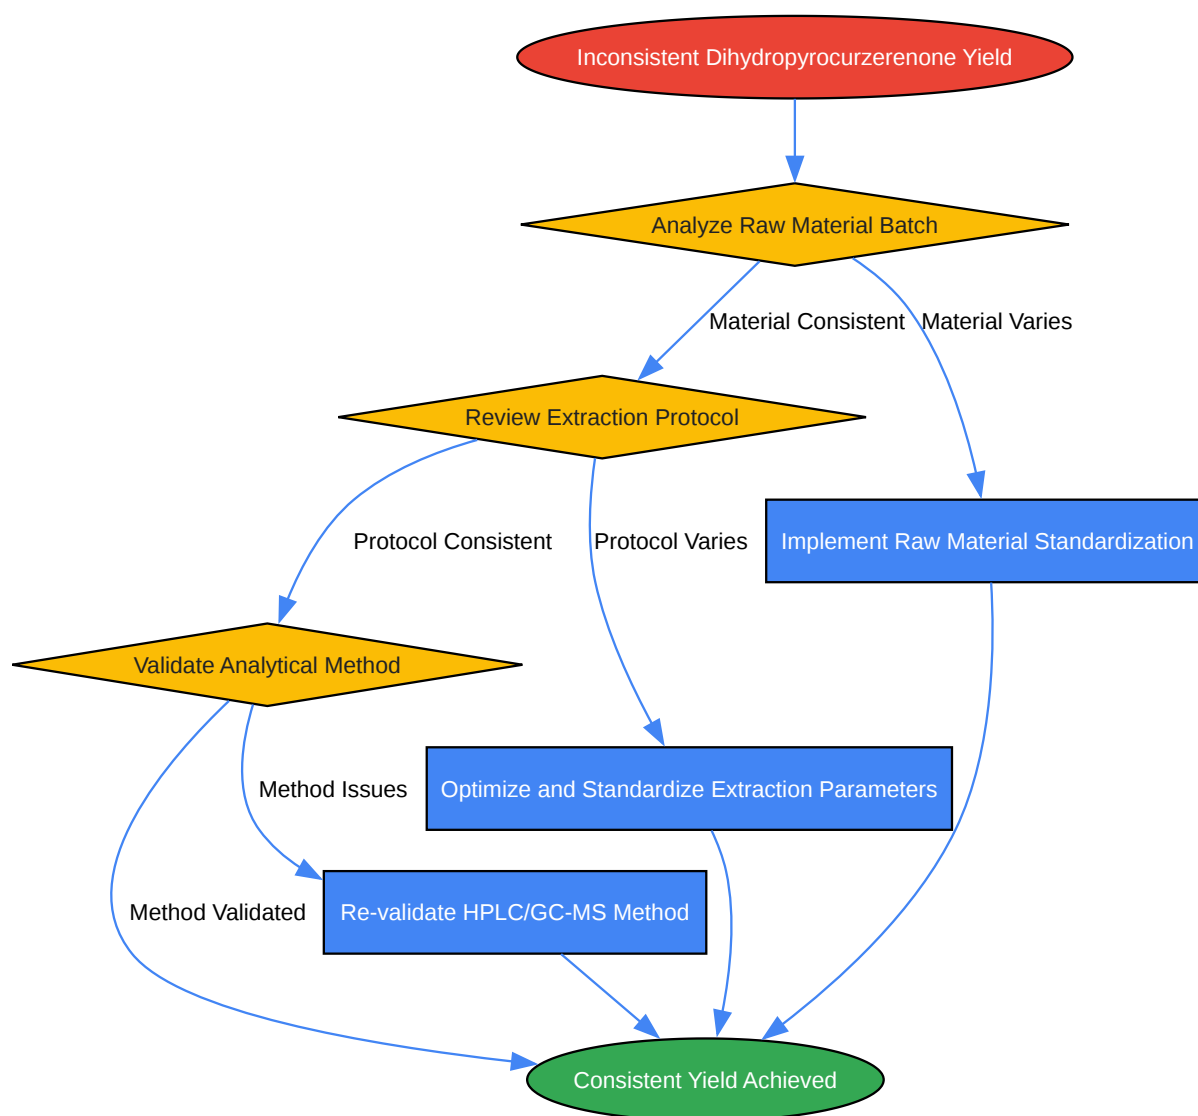 Inconsistent Dihydropyrocurzerenone Yield
Analyze Raw Material Batch
Material Consistent
Material Varies
Review Extraction Protocol
Protocol Consistent
Protocol Varies
Implement Raw Material Standardization
Validate Analytical Method
Method Issues
Optimize and Standardize Extraction Parameters
Method Validated
Re-validate HPLC/GC-MS Method
Consistent Yield Achieved